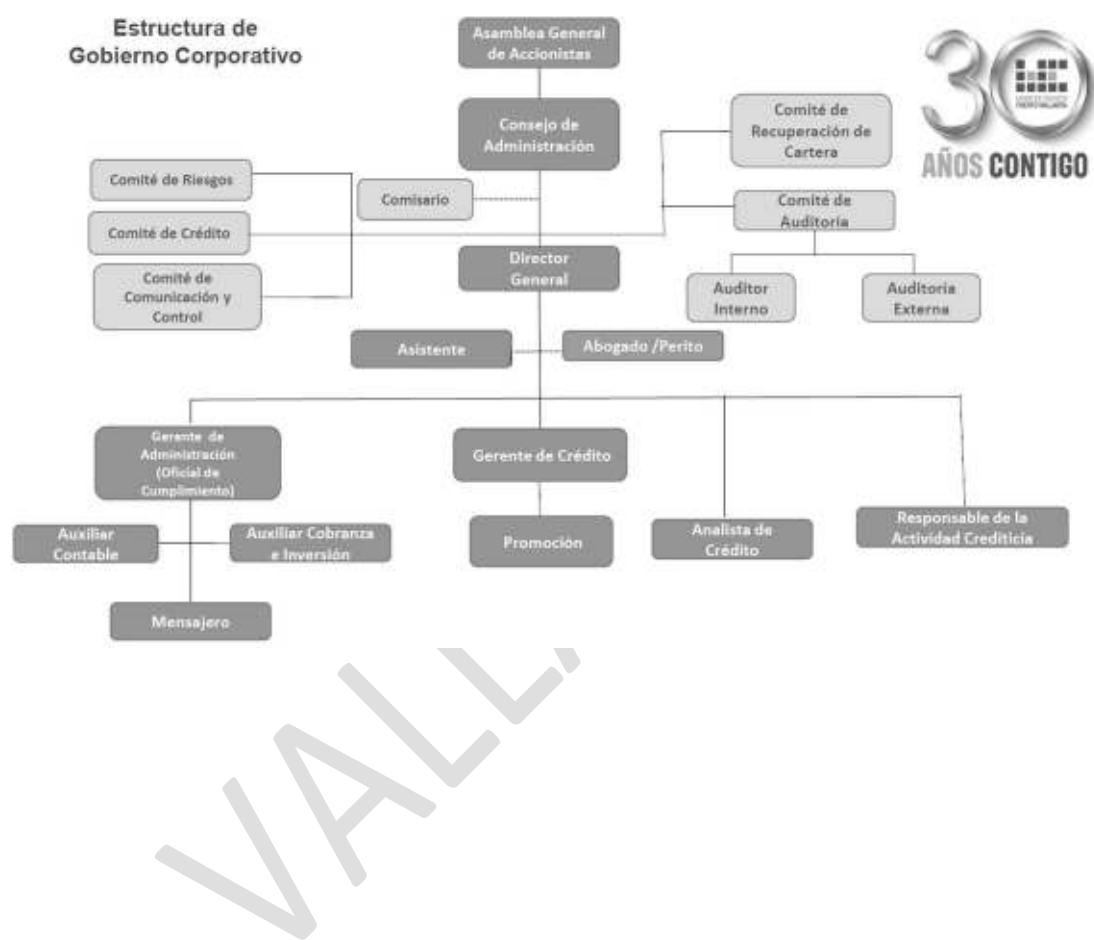 Estructura de
Gobierno Corporativo
Asamblea General
de Accionistas
30
AÑOS CONTIGO
Consejo de
Administración
Comité de
Recuperación de
Cartera
Comité de Riesgos
Comisario
Comité de
Auditoria
Comité de Crédito
Director
General
Comité de
Comunicación y
Control
Auditor
Interno
Auditoria
Externa
Asistente
Abogado /Perito
Gerente de
Administración
(Oficial de
Cumplimiento)
Gerente de Crédito
Auxiliar
Contable
Auxiliar Cobranza
e Inversión
Promoción
Analista de
Crédito
Responsable de la
Actividad Crediticia
Mensajero
VALL